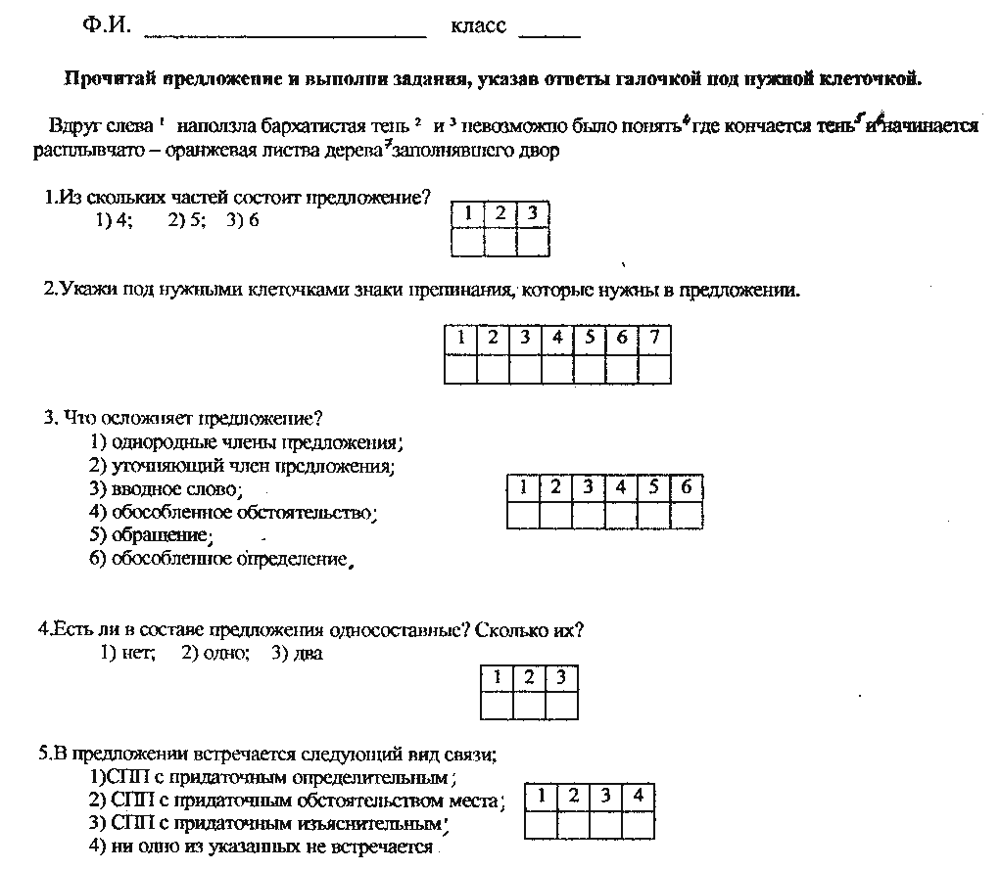 Ф.И. ______________________ класс _____
Прочитай предложение и выполни задания, указав ответы галочкой под нужной клеточкой.
Вдруг слева ¹ наползла бархатистая тень ² и ³ невозможно было понять⁴ где кончается тень⁵ и⁶ начинается
расплывчато – оранжевая листва дерева⁷ заполнявшего двор
1.Из скольких частей состоит предложение?
1) 4; 2) 5; 3) 6
1 2 3
2.Укажи под нужными клеточками знаки препинания, которые нужны в предложении.
1 2 3 4 5 6 7
3. Что осложняет предложение?
1) однородные члены предложения;
2) уточняющий член предложения;
3) вводное слово;
4) обособленное обстоятельство;
5) обращение;
6) обособленное определение.
1 2 3 4 5 6
4.Есть ли в составе предложения односоставные? Сколько их?
1) нет; 2) одно; 3) два
1 2 3
5.В предложении встречается следующий вид связи:
1)СПП с придаточным определительным;
2) СПП с придаточным обстоятельством места;
3) СПП с придаточным изъяснительным;
4) ни одно из указанных не встречается.
1 2 3 4